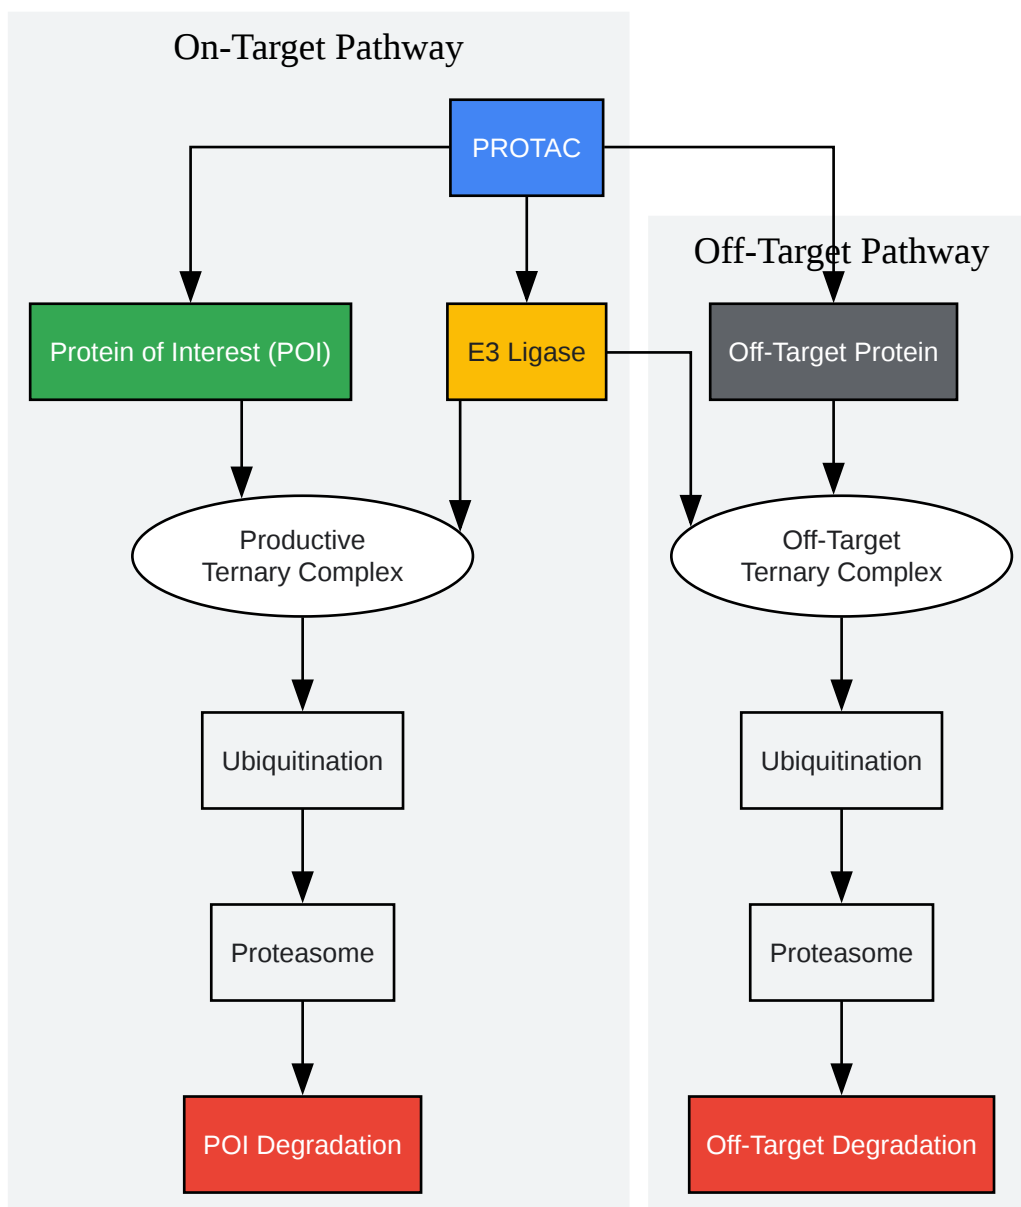 On-Target Pathway
PROTAC
Off-Target Pathway
Protein of Interest (POI)
E3 Ligase
Off-Target Protein
Productive
Ternary Complex
Off-Target
Ternary Complex
Ubiquitination
Ubiquitination
Proteasome
Proteasome
POI Degradation
Off-Target Degradation